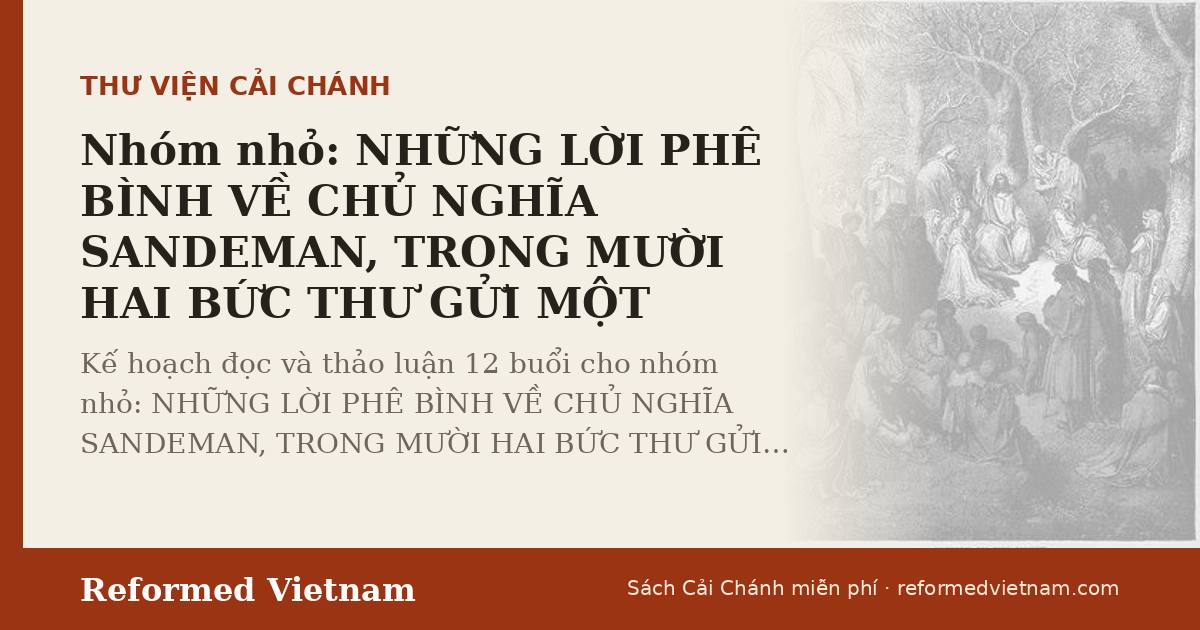 THƯ VIỆN CẢI CHÁNH
Nhóm nhỏ: NHỮNG LỜI PHÊ
BÌNH VỀ CHỦ NGHĨA
SANDEMAN, TRONG MƯỜI
HAI BỨC THƯ GỬI MỘT
Kế hoạch đọc và thảo luận 12 buổi cho nhóm
nhỏ: NHỮNG LỜI PHÊ BÌNH VỀ CHỦ NGHĨA
SANDEMAN, TRONG MƯỜI HAI BỨC THƯ GỬI...
Reformed Vietnam
Sách Cải Chánh miễn phí · reformedvietnam.com